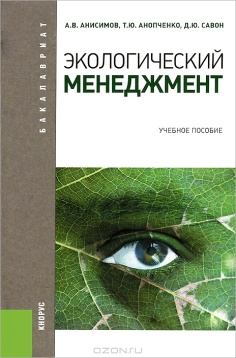 А.В. АНИСИМОВ, Т.Ю. АНОПЧЕНКО, Д.Ю. САВОН
ЭКОЛОГИЧЕСКИЙ
МЕНЕДЖМЕНТ
УЧЕБНОЕ ПОСОБИЕ
БАКАЛАВРИАТ
КНОРУС
OZON.RU